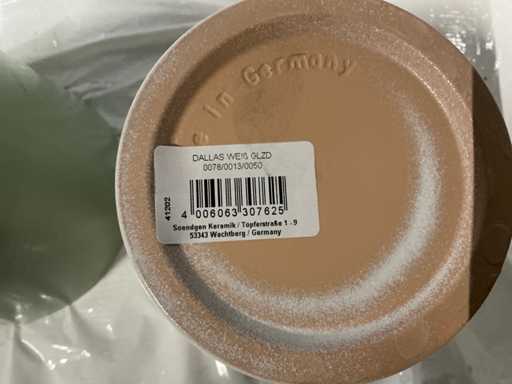 e in Germany
DALLAS WEIß GLZD
0078/0013/0050
41202
4 006063 307625
Soendgen Keramik / Töpferstraße 1 - 9
53343 Wachtberg / Germany